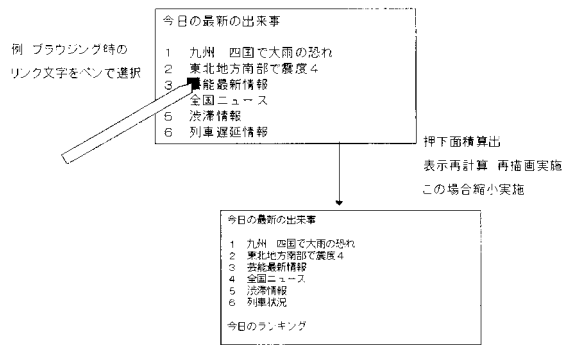 今日の最新の出来事
1 九州 四国で大雨の恐れ
2 東北地方南部で震度4
3 芸能最新情報
全国ニュース
5 渋滞情報
6 列車遅延情報
例 ブラウジング時の
リンク文字をペンで選択
押下面積算出
表示再計算 再描画実施
この場合縮小実施
今日の最新の出来事
1 九州 四国で大雨の恐れ
2 東北地方南部で震度4
3 芸能最新情報
4 全国ニュース
5 渋滞情報
6 列車状況
今日のランキング